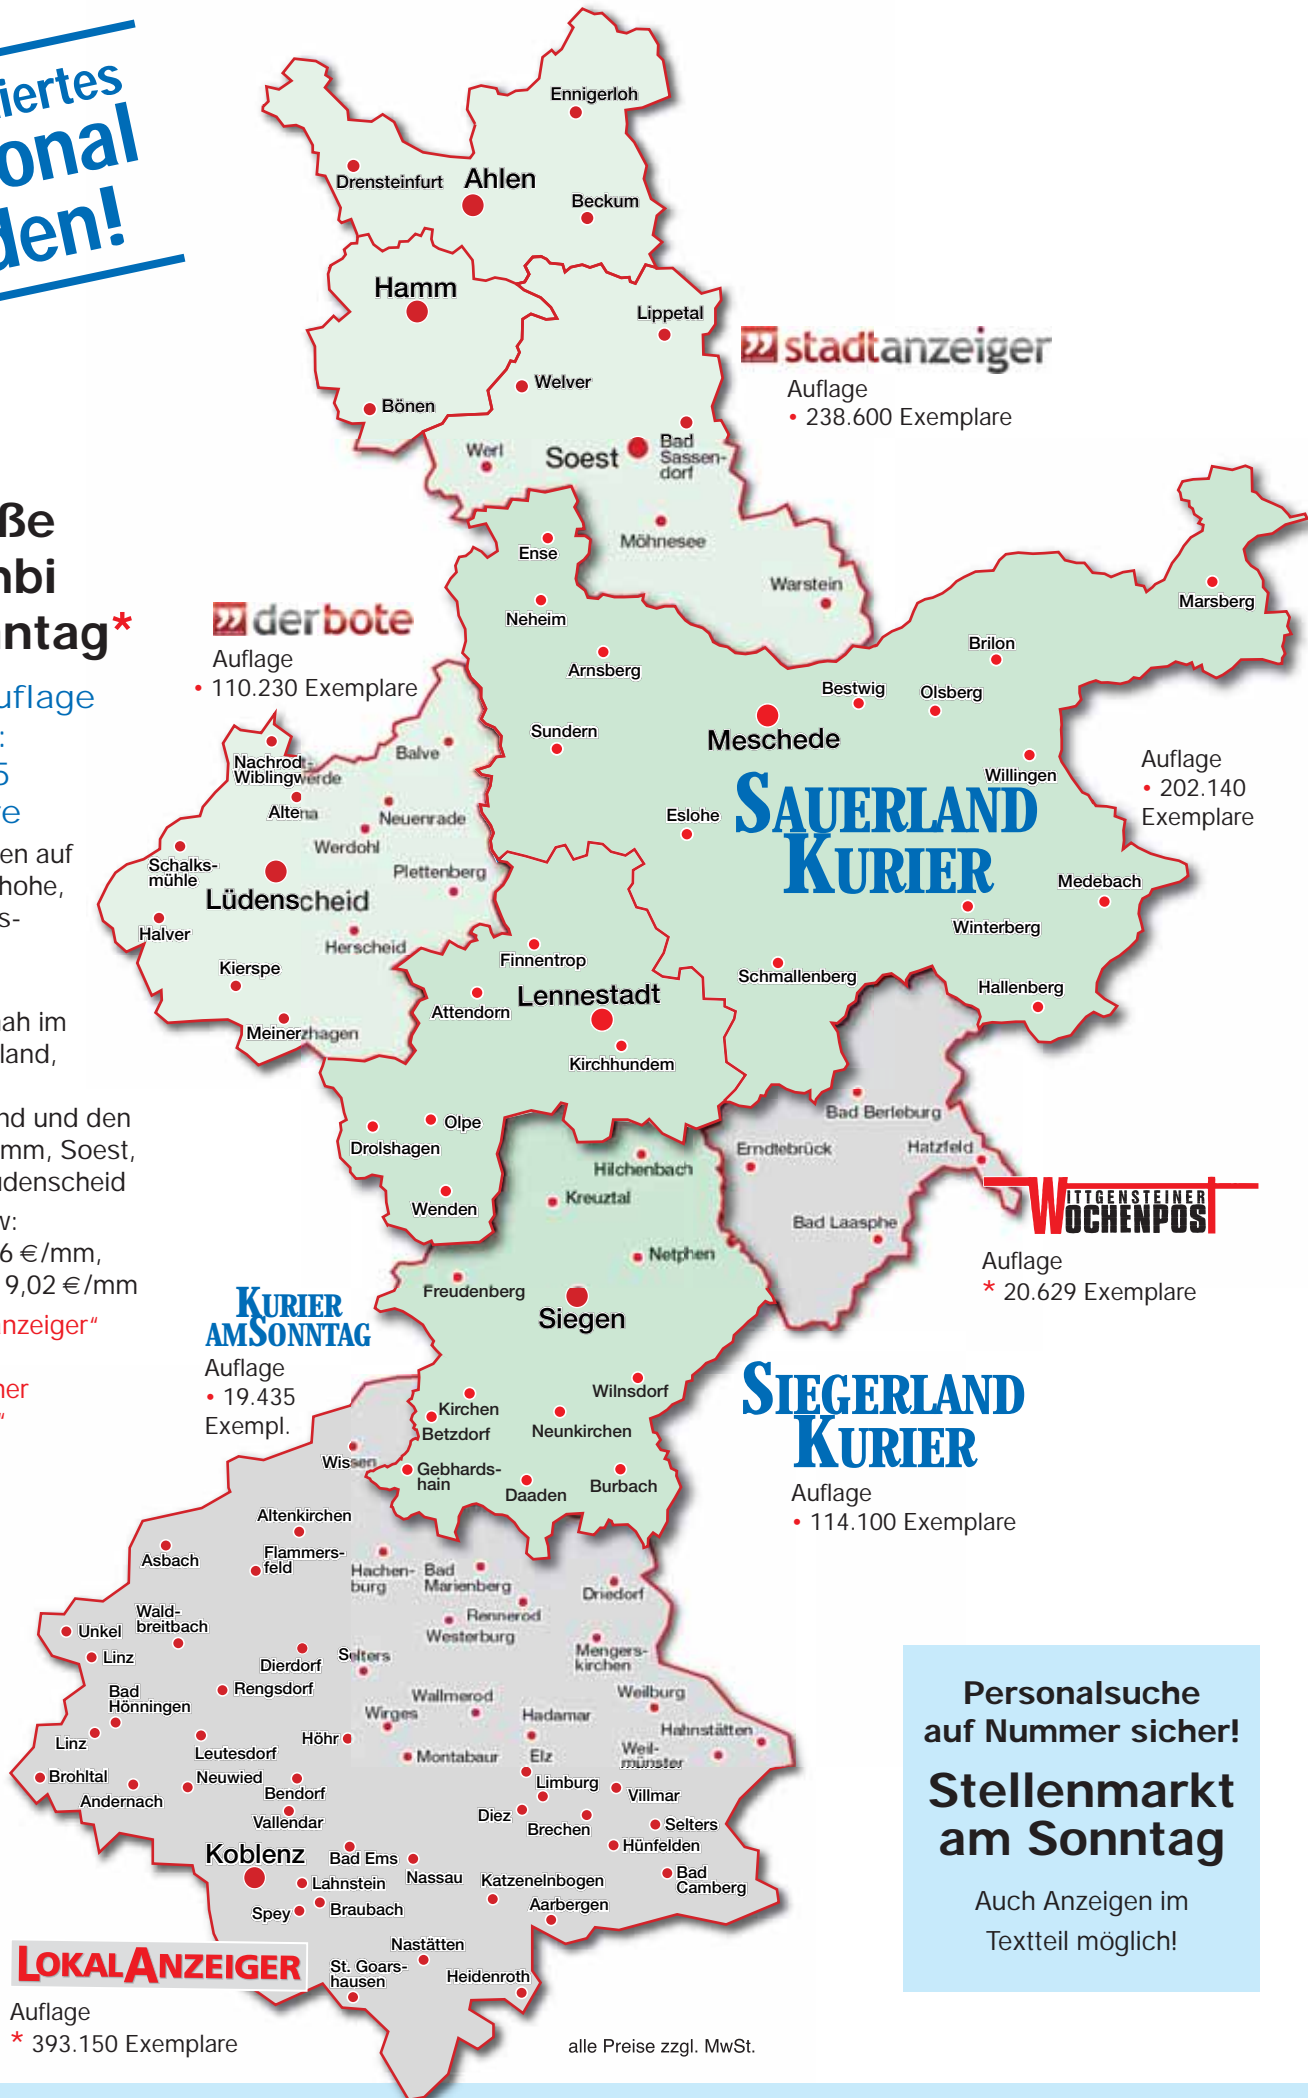 iertes
onal
den!
Ennigerloh
Drensteinfurt
Ahlen
Beckum
Hamm
Lippetal
stadtanzeiger
Auflage
• 238.600 Exemplare
Welver
Bönen
Werl
Soest
Bad
Sassen-
dorf
Möhnesee
Warstein
ße
nbi
nntag*
uflage
:
5
e
en auf
hohe,
s-
nah im
land,
nd und den
mm, Soest,
üdenscheid
w:
6 €/mm,
9,02 €/mm
anzeiger“
ner
“
derbote
Auflage
• 110.230 Exemplare
Ense
Neheim
Arnsberg
Sundern
Marsberg
Brilon
Bestwig
Olsberg
Meschede
Willingen
SAUERLAND
KURIER
Auflage
• 202.140
Exemplare
Eslohe
Medebach
Winterberg
Schmallenberg
Hallenberg
Balve
Nachrodt-
Wiblingwerde
Altena
Neuenrade
Werdohl
Schalks-
mühle
Plettenberg
Lüdenscheid
Halver
Herscheid
Kierspe
Meinerzhagen
Finnentrop
Lennestadt
Attendorn
Kirchhundem
Olpe
Drolshagen
Wenden
Bad Berleburg
Erndtebrück
Hatzfeld
Bad Laasphe
WITTGENSTEINER
WOCHENPOST
Auflage
* 20.629 Exemplare
Hilchenbach
Kreuztal
Netphen
Freudenberg
Siegen
Wilnsdorf
Kirchen
Betzdorf
Neunkirchen
Gebhards-
hain
Daaden
Burbach
KURIER
AM SONNTAG
Auflage
• 19.435
Exempl.
SIEGERLAND
KURIER
Auflage
• 114.100 Exemplare
Wissen
Altenkirchen
Asbach
Flammers-
feld
Hachen-
burg
Bad
Marienberg
Driedorf
Rennerod
Westerburg
Wald-
breitbach
Unkel
Linz
Dierdorf
Selters
Mengers-
kirchen
Rengsdorf
Bad
Hönningen
Wallmerod
Weilburg
Wirges
Hadamar
Hahnstätten
Linz
Leutesdorf
Höhr
Montabaur
Elz
Weil-
münster
Brohltal
Neuwied
Andernach
Bendorf
Limburg
Villmar
Vallendar
Diez
Brechen
Selters
Hünfelden
Koblenz
Bad Ems
Nassau
Katzenelnbogen
Bad
Camberg
Lahnstein
Aarbergen
Spey
Braubach
Nastätten
St. Goars-
hausen
Heidenroth
LOKALANZEIGER
Auflage
* 393.150 Exemplare
alle Preise zzgl. MwSt.
Personalsuche
auf Nummer sicher!
Stellenmarkt
am Sonntag
Auch Anzeigen im
Textteil möglich!